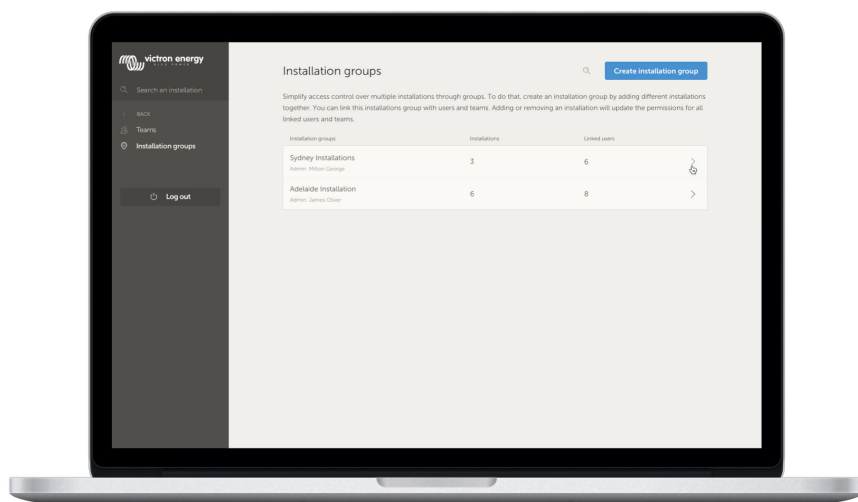 victron energy
BLUE POWER
Search an installation
BACK
Teams
Installation groups
Log out
Installation groups
Create installation group
Simplify access control over multiple installations through groups. To do that, create an installation group by adding different installations
together. You can link this installations group with users and teams. Adding or removing an installation will update the permissions for all
linked users and teams.
Installation groups Installations Linked users
Sydney Installations 3 6
Admin: Milton George
Adelaide Installation 6 8
Admin: James Oliver